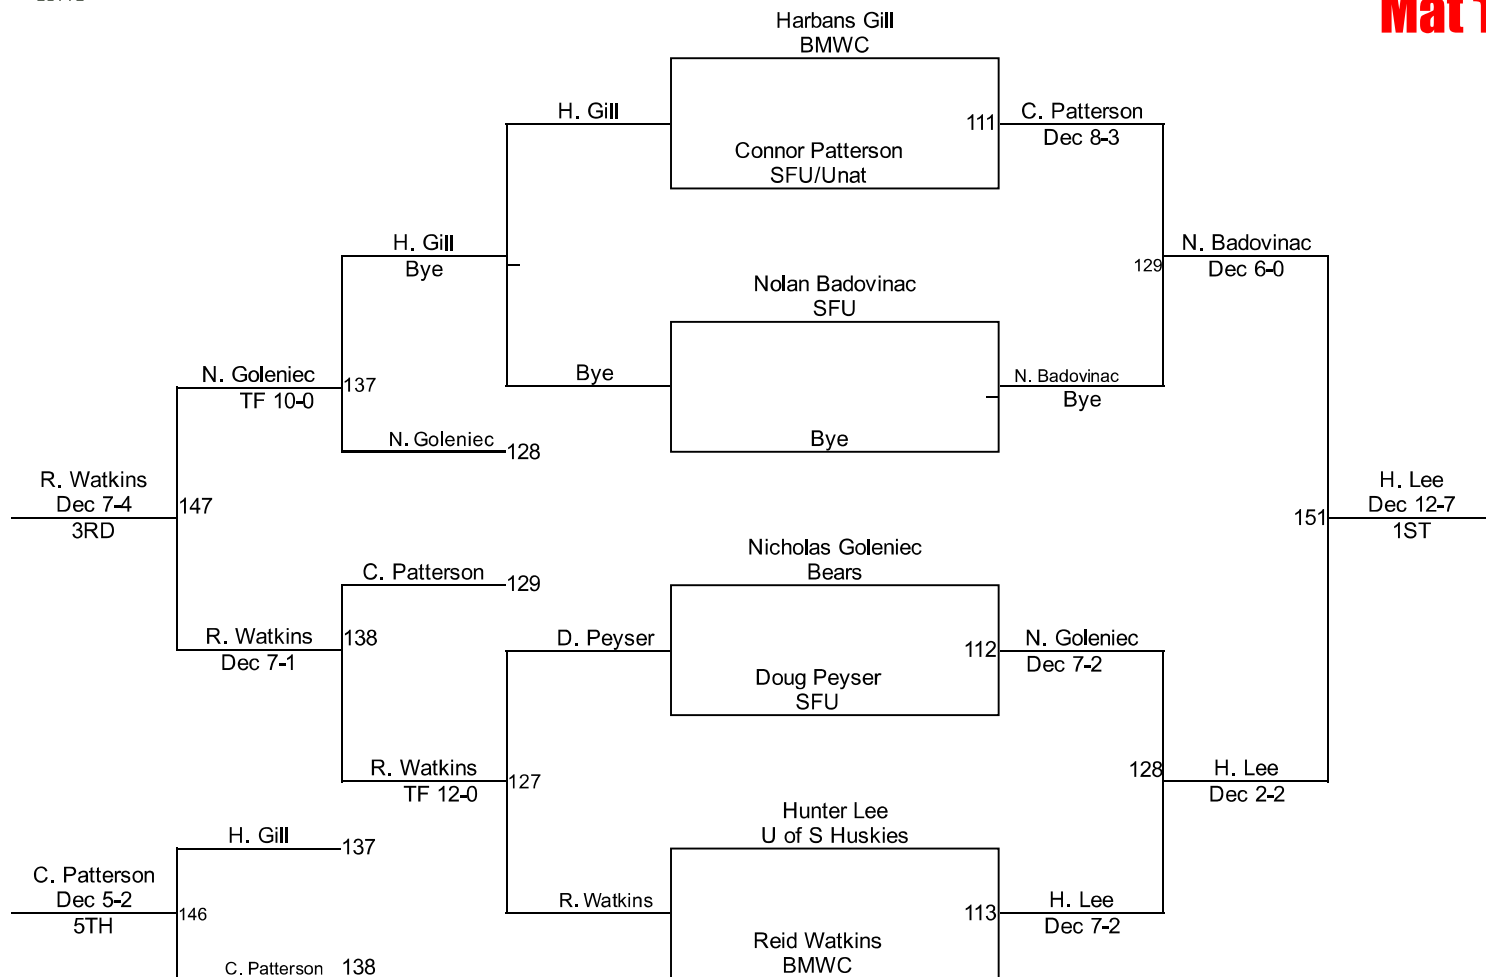 Mat
Harbans Gill
BMWC
H. Gill
111
C. Patterson
Dec 8-3
Connor Patterson
SFU/Unat
H. Gill
Bye
129
N. Badovinac
Dec 6-0
Nolan Badovinac
SFU
N. Goleniec
TF 10-0
137
Bye
N. Badovinac
Bye
Bye
N. Goleniec
128
R. Watkins
Dec 7-4
3RD
147
151
H. Lee
Dec 12-7
1ST
Nicholas Goleniec
Bears
C. Patterson
129
R. Watkins
Dec 7-1
138
D. Peyser
112
N. Goleniec
Dec 7-2
Doug Peyser
SFU
R. Watkins
TF 12-0
127
128
H. Lee
Dec 2-2
Hunter Lee
U of S Huskies
H. Gill
137
C. Patterson
Dec 5-2
5TH
146
R. Watkins
113
H. Lee
Dec 7-2
Reid Watkins
BMWC
C. Patterson
138